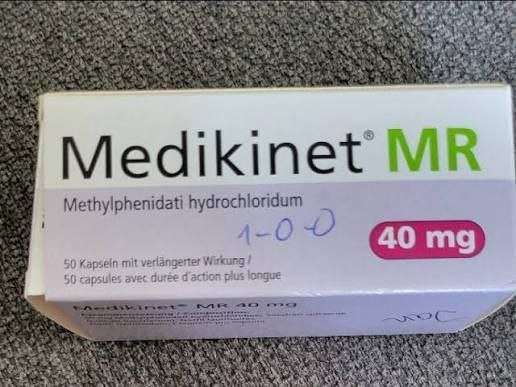 Medikinet® MR
Methylphenidati hydrochloridum
1-0-0
40 mg
50 Kapseln mit verlängerter Wirkung /
50 capsules avec durée d'action plus longue
Medikinet® MR 40 mg